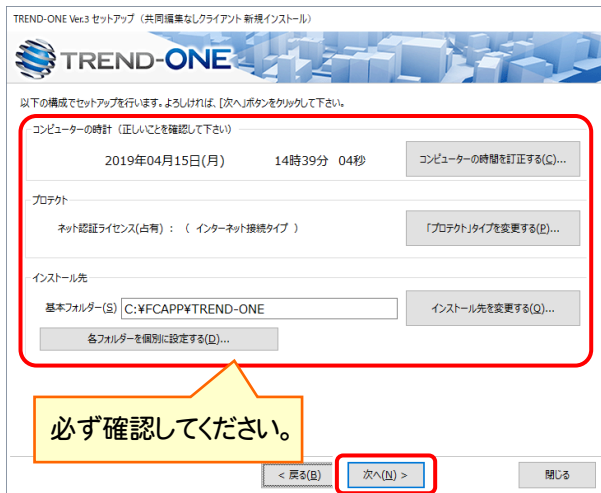 TREND-ONE Ver.3 セットアップ（共同編集なしクライアント 新規インストール）
TREND-ONE
以下の構成でセットアップを行います。よろしければ、[次へ]ボタンをクリックして下さい。
コンピューターの時計（正しいことを確認して下さい）
2019年04月15日(月) 14時39分 04秒 コンピューターの時間を訂正する(C)...
プロテクト
ネット認証ライセンス(占有) : （ インターネット接続タイプ ） 「プロテクト」タイプを変更する(P)...
インストール先
基本フォルダー(S) C:¥FCAPP¥TREND-ONE インストール先を変更する(Q)...
各フォルダーを個別に設定する(D)...
必ず確認してください。
< 戻る(B) 次へ(N) > 閉じる